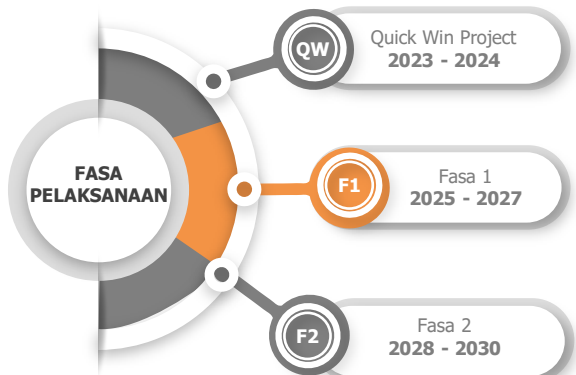 QW
Quick Win Project
2023 - 2024
FASA
PELAKSANAAN
F1
Fasa 1
2025 - 2027
F2
Fasa 2
2028 - 2030